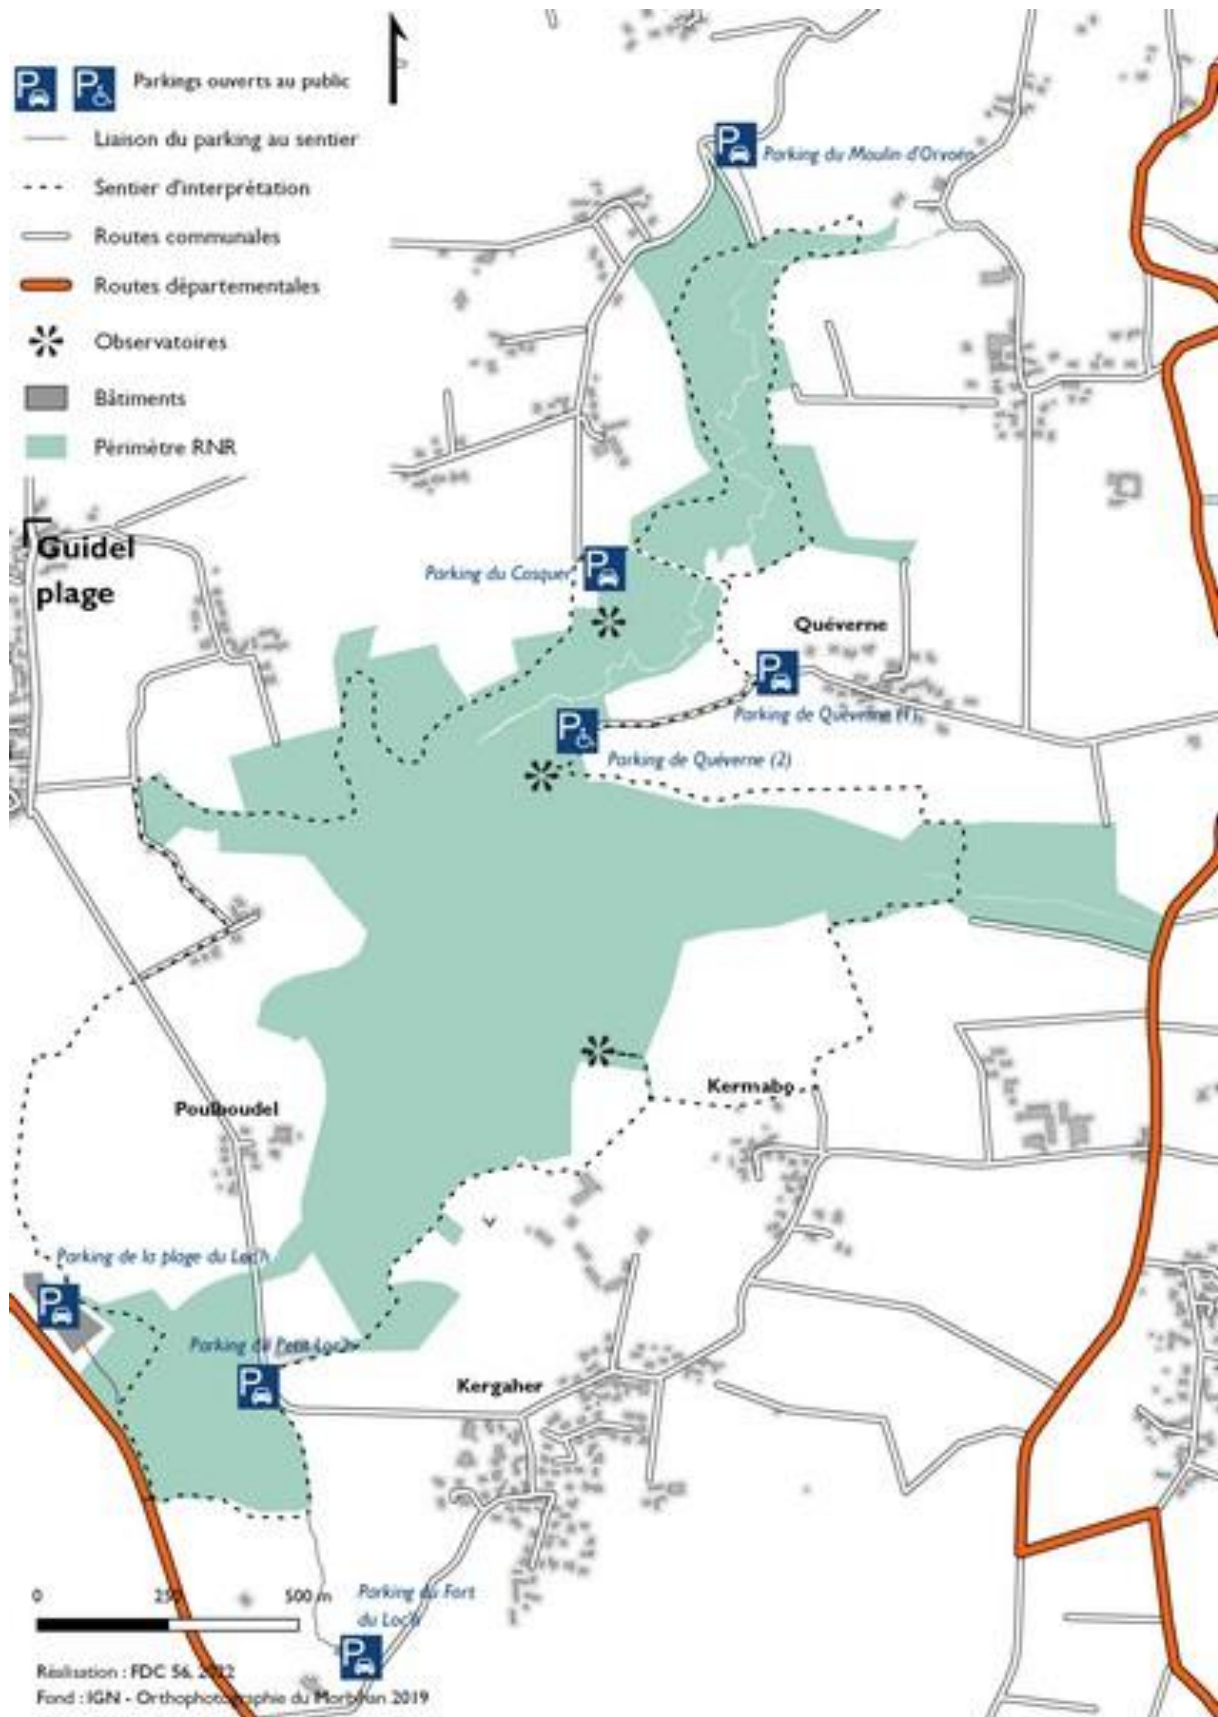 Parkings ouverts au public
Liaison du parking au sentier
Sentier d'interprétation
Routes communales
Routes départementales
Observatoires
Bâtiments
Périmètre RNR
Parking du Moulin d'Orvoën
Guidel
plage
Parking du Cosquer
Quéverne
Parking de Quéverne (1)
Parking de Quéverne (2)
Kermabo
Poulboudel
Parking de la plage du Loc'h
Parking du Petit Loc'h
Kergaher
Parking du Fort
du Loc'h
0 250 500 m
Réalisation : FDC 56, 2022
Fond : IGN - Orthophotographie du Morbihan 2019